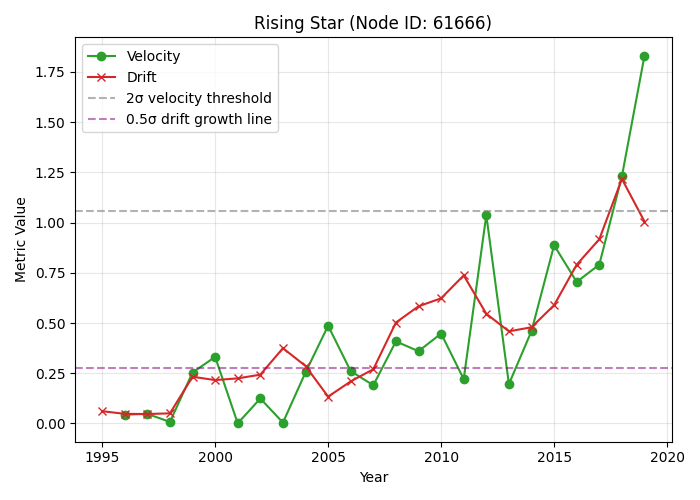 Rising Star (Node ID: 61666)
Velocity
Drift
2σ velocity threshold
0.5σ drift growth line
Metric Value
1.75
1.50
1.25
1.00
0.75
0.50
0.25
0.00
1995
2000
2005
2010
2015
2020
Year